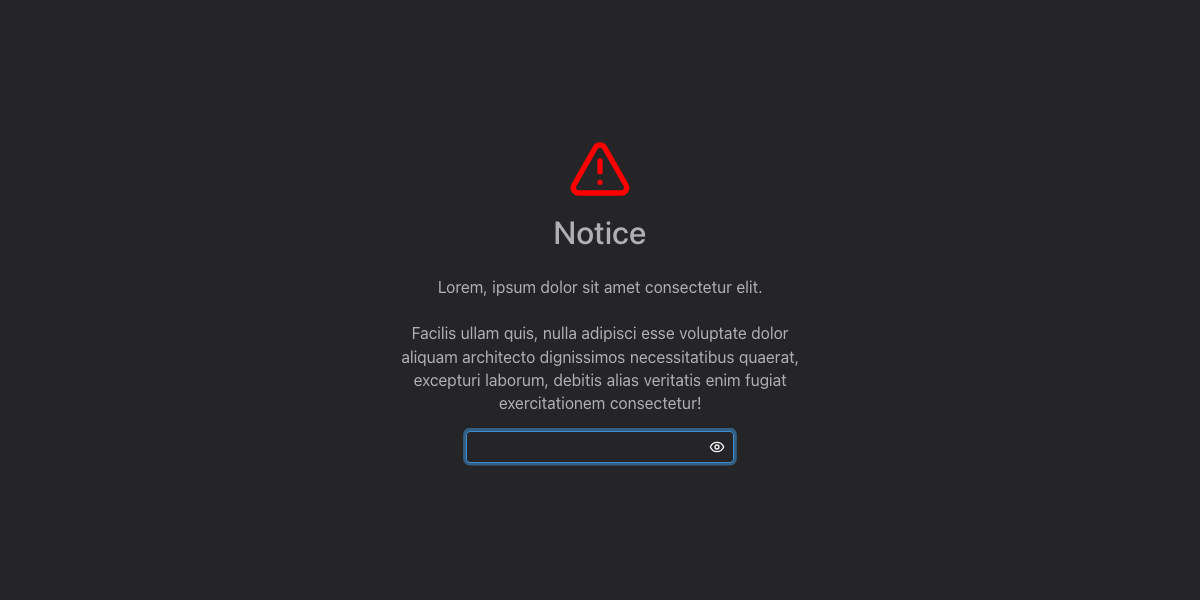 Notice
Lorem, ipsum dolor sit amet consectetur elit.
Facilis ullam quis, nulla adipisci esse voluptate dolor
aliquam architecto dignissimos necessitatibus quaerat,
excepturi laborum, debitis alias veritatis enim fugiat
exercitationem consectetur!